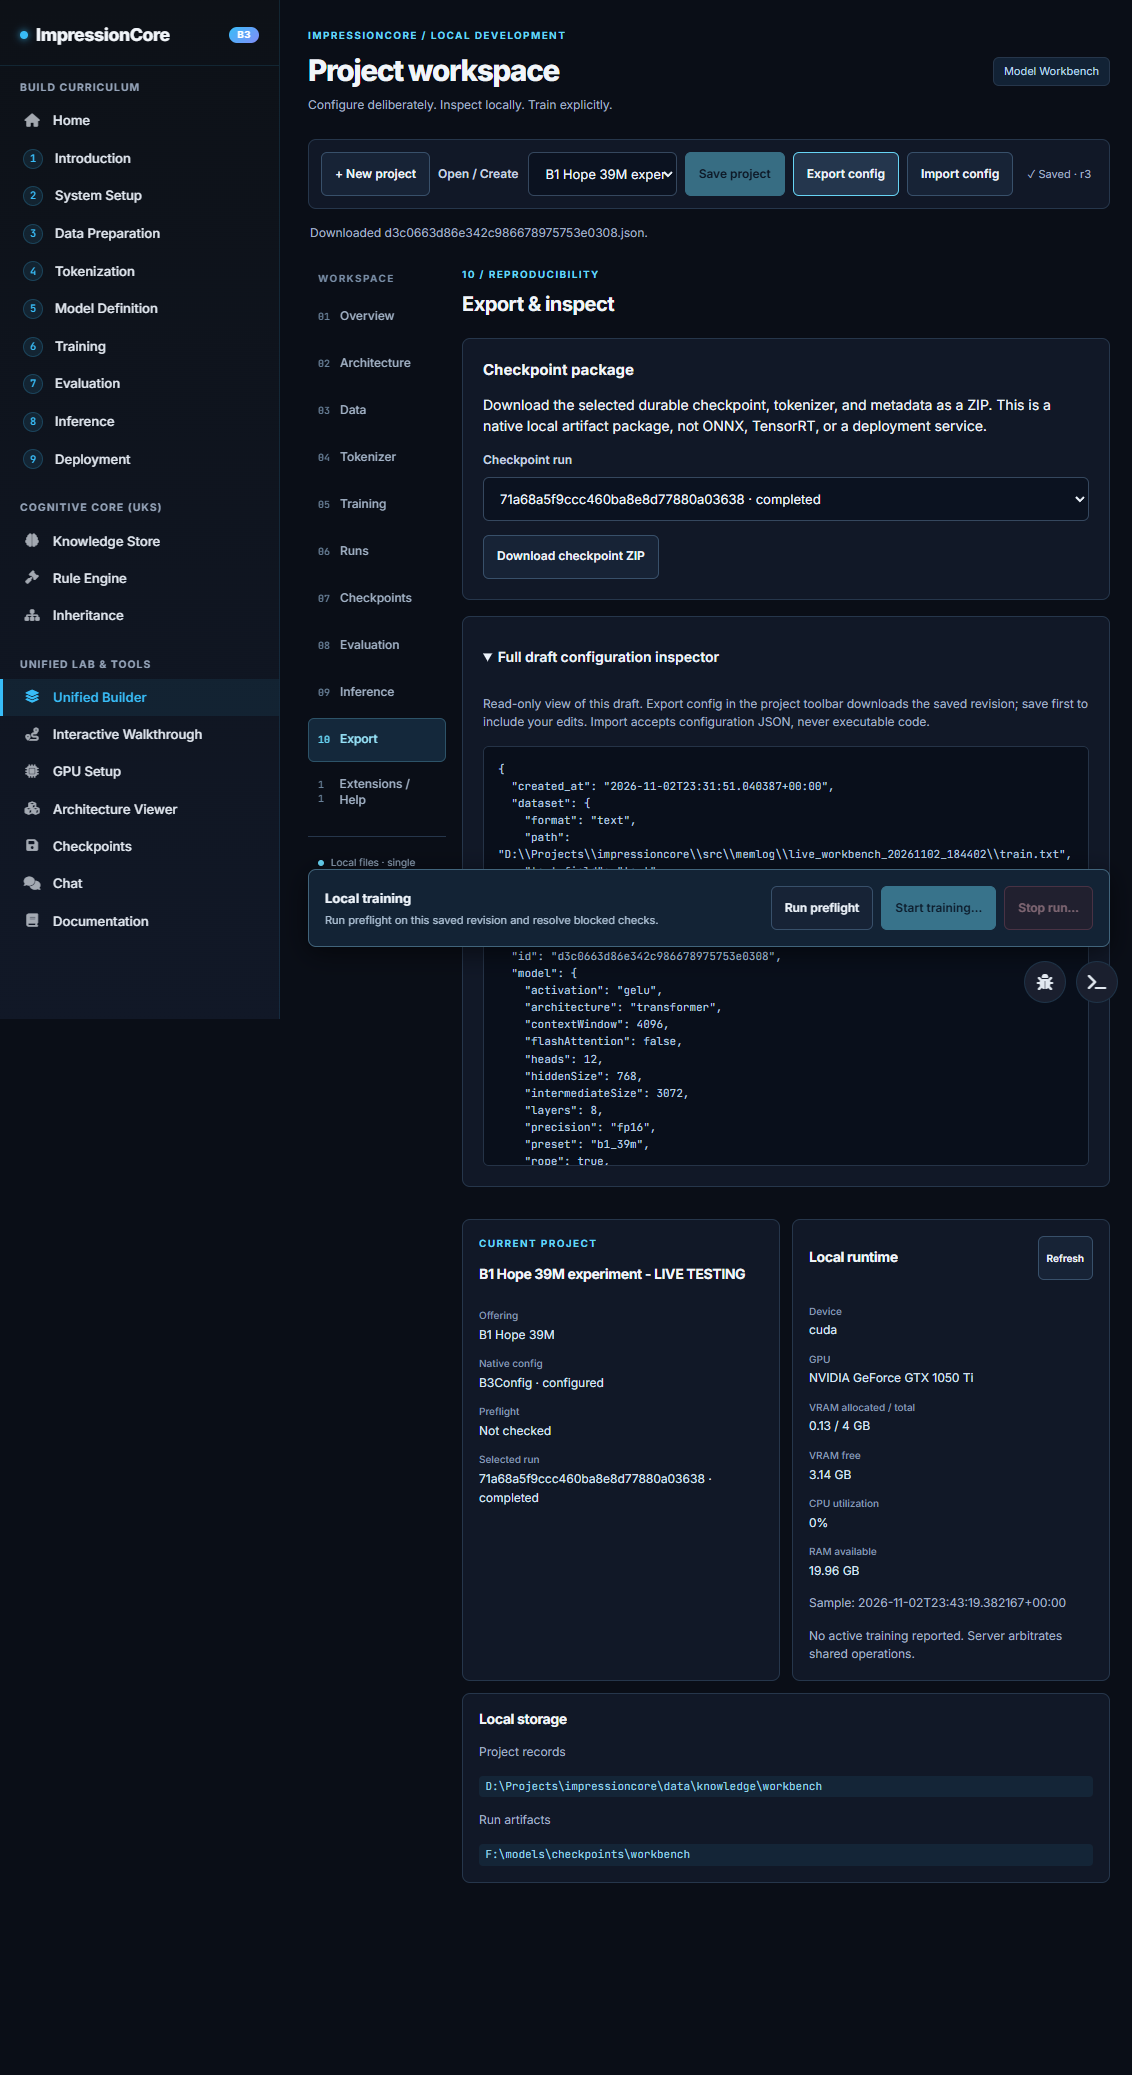 ImpressionCore
B3
BUILD CURRICULUM
Home
1 Introduction
2 System Setup
3 Data Preparation
4 Tokenization
5 Model Definition
6 Training
7 Evaluation
8 Inference
9 Deployment
COGNITIVE CORE (UKS)
Knowledge Store
Rule Engine
Inheritance
UNIFIED LAB & TOOLS
Unified Builder
Interactive Walkthrough
GPU Setup
Architecture Viewer
Checkpoints
Chat
Documentation
IMPRESSIONCORE / LOCAL DEVELOPMENT
Project workspace
Configure deliberately. Inspect locally. Train explicitly.
Model Workbench
+ New project
Open / Create
B1 Hope 39M exper
Save project
Export config
Import config
✓ Saved · r3
Downloaded d3c0663d86e342c986678975753e0308.json.
WORKSPACE
01 Overview
02 Architecture
03 Data
04 Tokenizer
05 Training
06 Runs
07 Checkpoints
08 Evaluation
09 Inference
10 Export
11 Extensions / Help
Local files · single
10 / REPRODUCIBILITY
Export & inspect
Checkpoint package
Download the selected durable checkpoint, tokenizer, and metadata as a ZIP. This is a
native local artifact package, not ONNX, TensorRT, or a deployment service.
Checkpoint run
71a68a5f9ccc460ba8e8d77880a03638 · completed
Download checkpoint ZIP
▼ Full draft configuration inspector
Read-only view of this draft. Export config in the project toolbar downloads the saved revision; save first to
include your edits. Import accepts configuration JSON, never executable code.
{
"created_at": "2026-11-02T23:31:51.040387+00:00",
"dataset": {
"format": "text",
"path":
"D:\\Projects\\impressioncore\\src\\memlog\\live_workbench_20261102_184402\\train.txt",
Local training
Run preflight on this saved revision and resolve blocked checks.
Run preflight
Start training...
Stop run...
"id": "d3c0663d86e342c986678975753e0308",
"model": {
"activation": "gelu",
"architecture": "transformer",
"contextWindow": 4096,
"flashAttention": false,
"heads": 12,
"hiddenSize": 768,
"intermediateSize": 3072,
"layers": 8,
"precision": "fp16",
"preset": "b1_39m",
"rope": true,
CURRENT PROJECT
B1 Hope 39M experiment - LIVE TESTING
Offering
B1 Hope 39M
Native config
B3Config · configured
Preflight
Not checked
Selected run
71a68a5f9ccc460ba8e8d77880a03638 ·
completed
Local runtime
Refresh
Device
cuda
GPU
NVIDIA GeForce GTX 1050 Ti
VRAM allocated / total
0.13 / 4 GB
VRAM free
3.14 GB
CPU utilization
0%
RAM available
19.96 GB
Sample: 2026-11-02T23:43:19.382167+00:00
No active training reported. Server arbitrates
shared operations.
Local storage
Project records
D:\Projects\impressioncore\data\knowledge\workbench
Run artifacts
F:\models\checkpoints\workbench